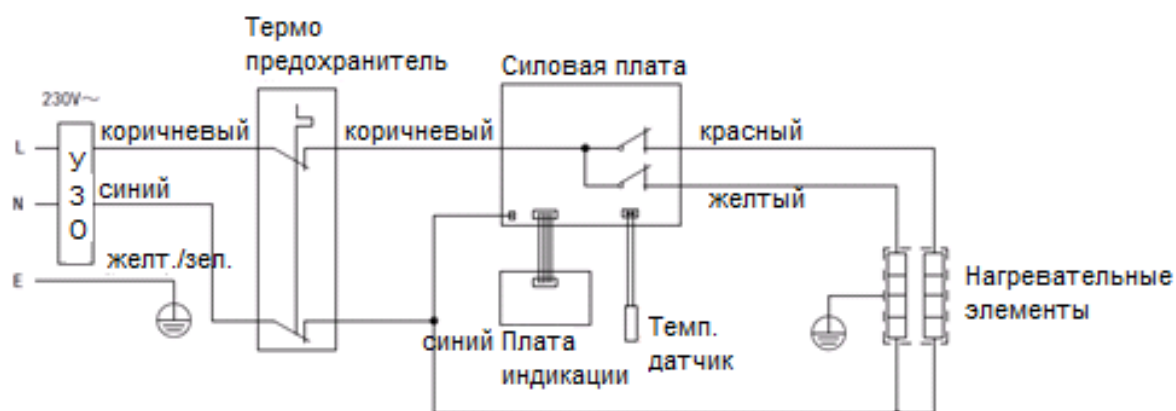 Термо
предохранитель
Силовая плата
230V~
коричневый
коричневый
красный
L
УЗО
N
синий
желтый
желт./зел.
E
Нагревательные
элементы
синий
Плата
индикации
Темп.
датчик